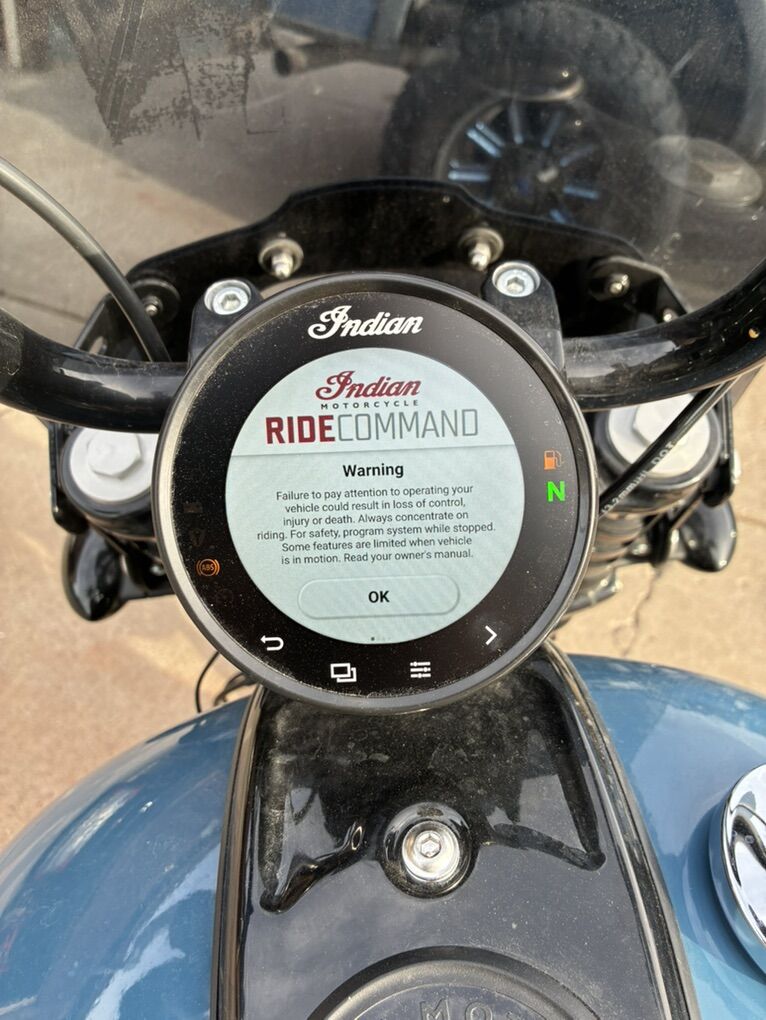 Indian
Indian
MOTORCYCLE
RIDECOMMAND
Warning
Failure to pay attention to operating your
vehicle could result in loss of control,
injury or death. Always concentrate on
riding. For safety, program system while stopped.
Some features are limited when vehicle
is in motion. Read your owner's manual.
N
ABS
OK